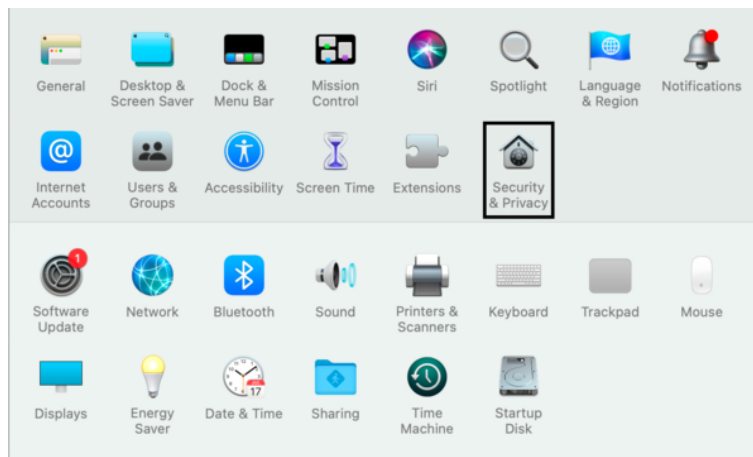 General
Desktop &
Screen Saver
Dock &
Menu Bar
Mission
Control
Siri
Spotlight
Language
& Region
Notifications
@
Internet
Accounts
Users &
Groups
Accessibility
Screen Time
Extensions
Security
& Privacy
1
Software
Update
Network
Bluetooth
Sound
Printers &
Scanners
Keyboard
Trackpad
Mouse
Displays
Energy
Saver
17
Date & Time
Sharing
Time
Machine
Startup
Disk